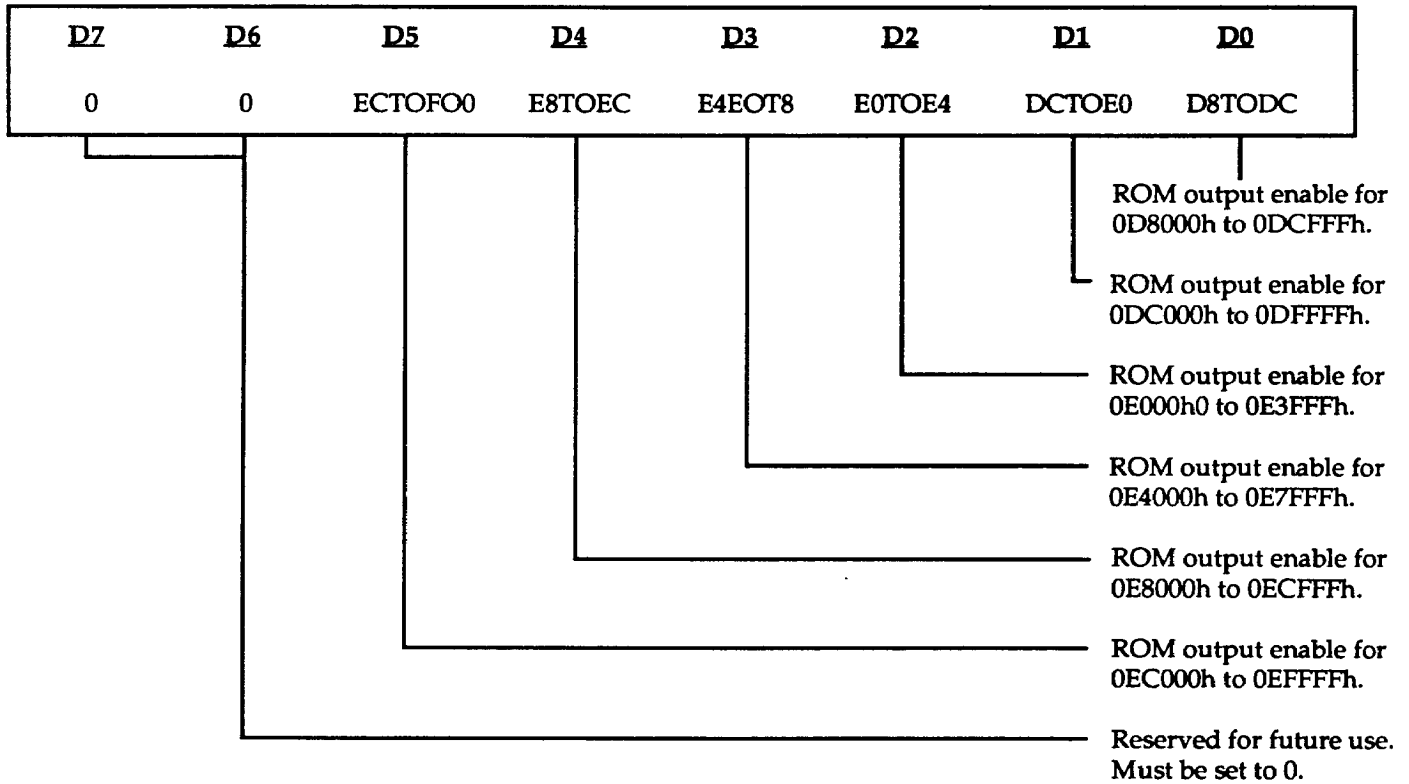 D7 D6 D5 D4 D3 D2 D1 D0
0 0 ECTOFO0 E8TOEC E4EOT8 E0TOE4 DCTOE0 D8TODC
ROM output enable for
0D8000h to 0DCFFFh.
ROM output enable for
0DC000h to 0DFFFFh.
ROM output enable for
0E000h0 to 0E3FFFh.
ROM output enable for
0E4000h to 0E7FFFh.
ROM output enable for
0E8000h to 0ECFFFh.
ROM output enable for
0EC000h to 0EFFFFh.
Reserved for future use.
Must be set to 0.